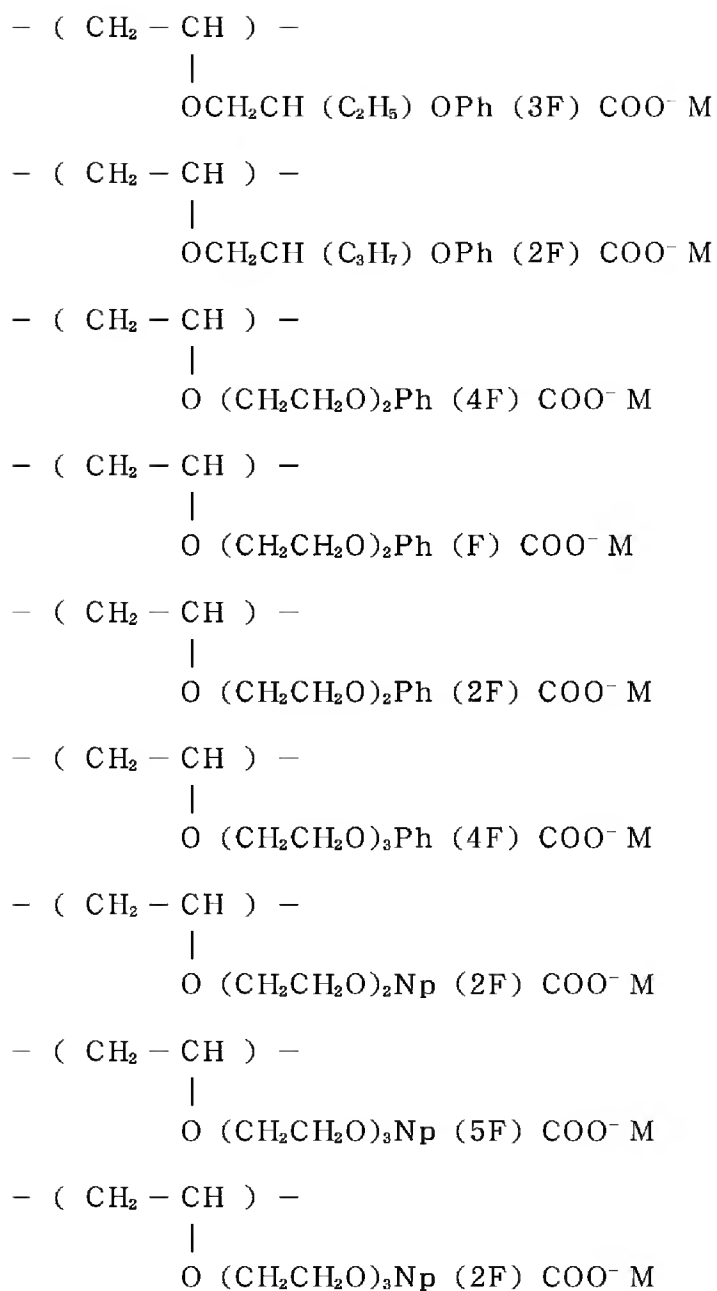 − ( CH₂ − CH ) −
|
OCH₂CH (C₂H₅) OPh (3F) COO⁻ M
− ( CH₂ − CH ) −
|
OCH₂CH (C₃H₇) OPh (2F) COO⁻ M
− ( CH₂ − CH ) −
|
O (CH₂CH₂O)₂Ph (4F) COO⁻ M
− ( CH₂ − CH ) −
|
O (CH₂CH₂O)₂Ph (F) COO⁻ M
− ( CH₂ − CH ) −
|
O (CH₂CH₂O)₂Ph (2F) COO⁻ M
− ( CH₂ − CH ) −
|
O (CH₂CH₂O)₃Ph (4F) COO⁻ M
− ( CH₂ − CH ) −
|
O (CH₂CH₂O)₂Np (2F) COO⁻ M
− ( CH₂ − CH ) −
|
O (CH₂CH₂O)₃Np (5F) COO⁻ M
− ( CH₂ − CH ) −
|
O (CH₂CH₂O)₃Np (2F) COO⁻ M